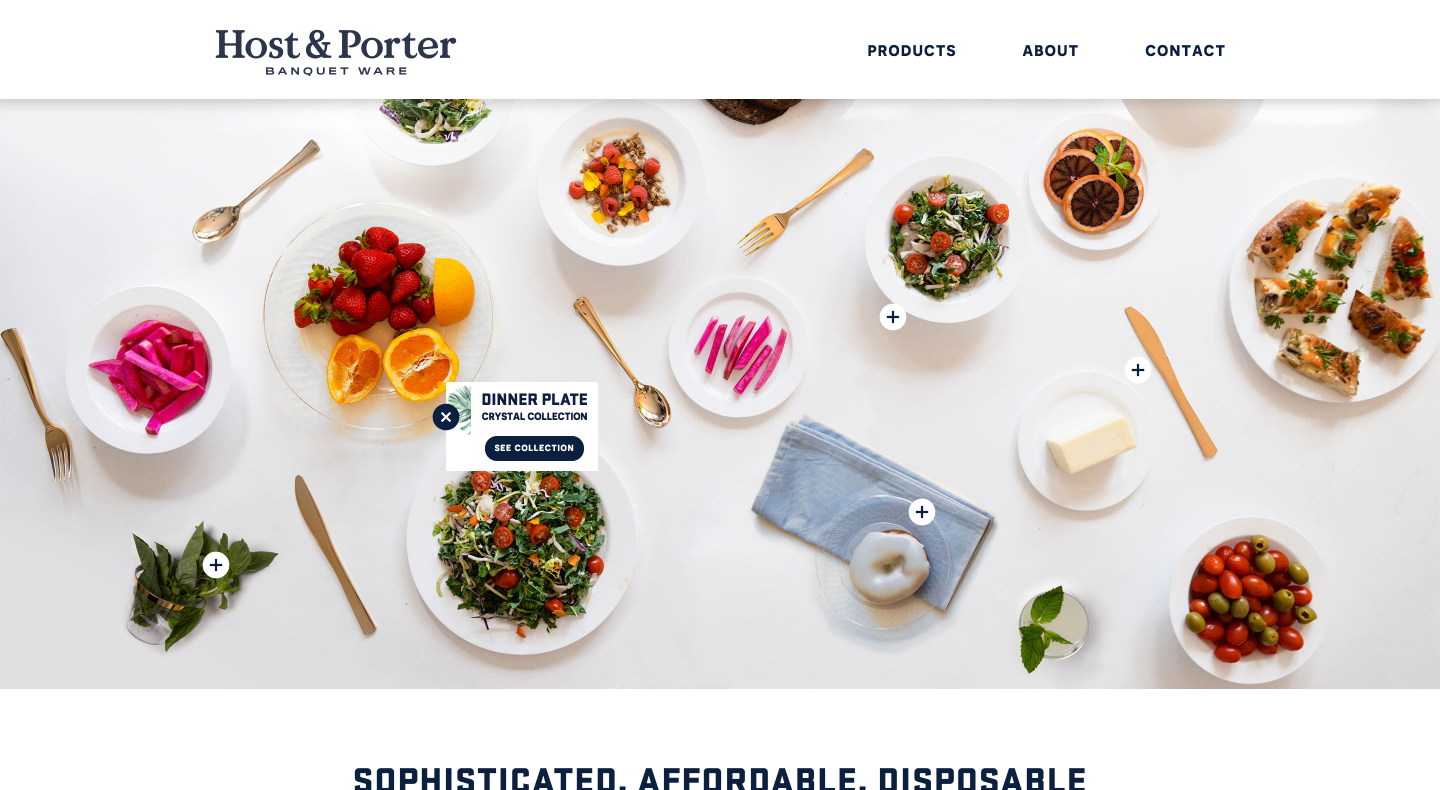 Host & Porter
BANQUET WARE
PRODUCTS
ABOUT
CONTACT
DINNER PLATE
CRYSTAL COLLECTION
SEE COLLECTION
SOPHISTICATED. AFFORDABLE. DISPOSABLE